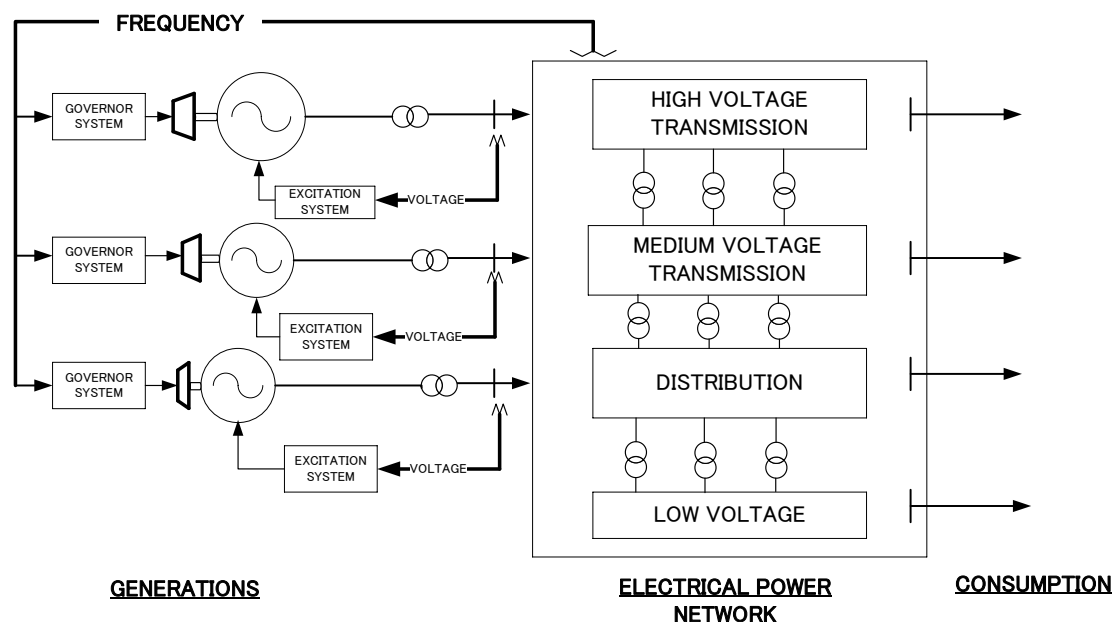 FREQUENCY
GOVERNOR
SYSTEM
HIGH VOLTAGE
TRANSMISSION
EXCITATION
SYSTEM
VOLTAGE
GOVERNOR
SYSTEM
MEDIUM VOLTAGE
TRANSMISSION
EXCITATION
SYSTEM
VOLTAGE
GOVERNOR
SYSTEM
DISTRIBUTION
EXCITATION
SYSTEM
VOLTAGE
LOW VOLTAGE
GENERATIONS
ELECTRICAL POWER
NETWORK
CONSUMPTION